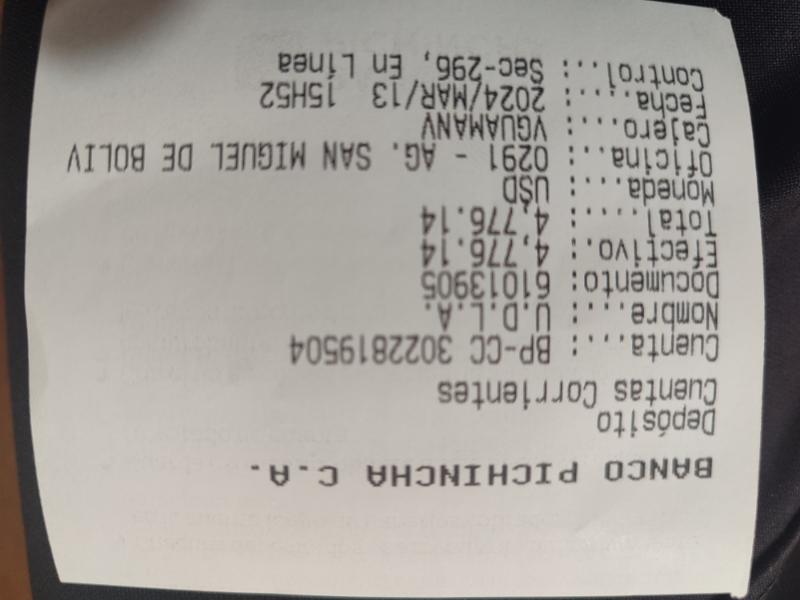 BANCO PICHINCHA C.A.
Depósito
Cuentas Corrientes
Cuenta....: BP-CC 3022819504
Nombre....: U.D.L.A.
Documento: 61013905
Efectivo.: 4,776.14
Total.....: 4,776.14
Moneda....: USD
Oficina...: 0291 - AG. SAN MIGUEL DE BOLIV
Cajero....: VGUAMANV
Fecha.....: 2024/MAR/13 15H52
Control...: Sec-296, En Línea